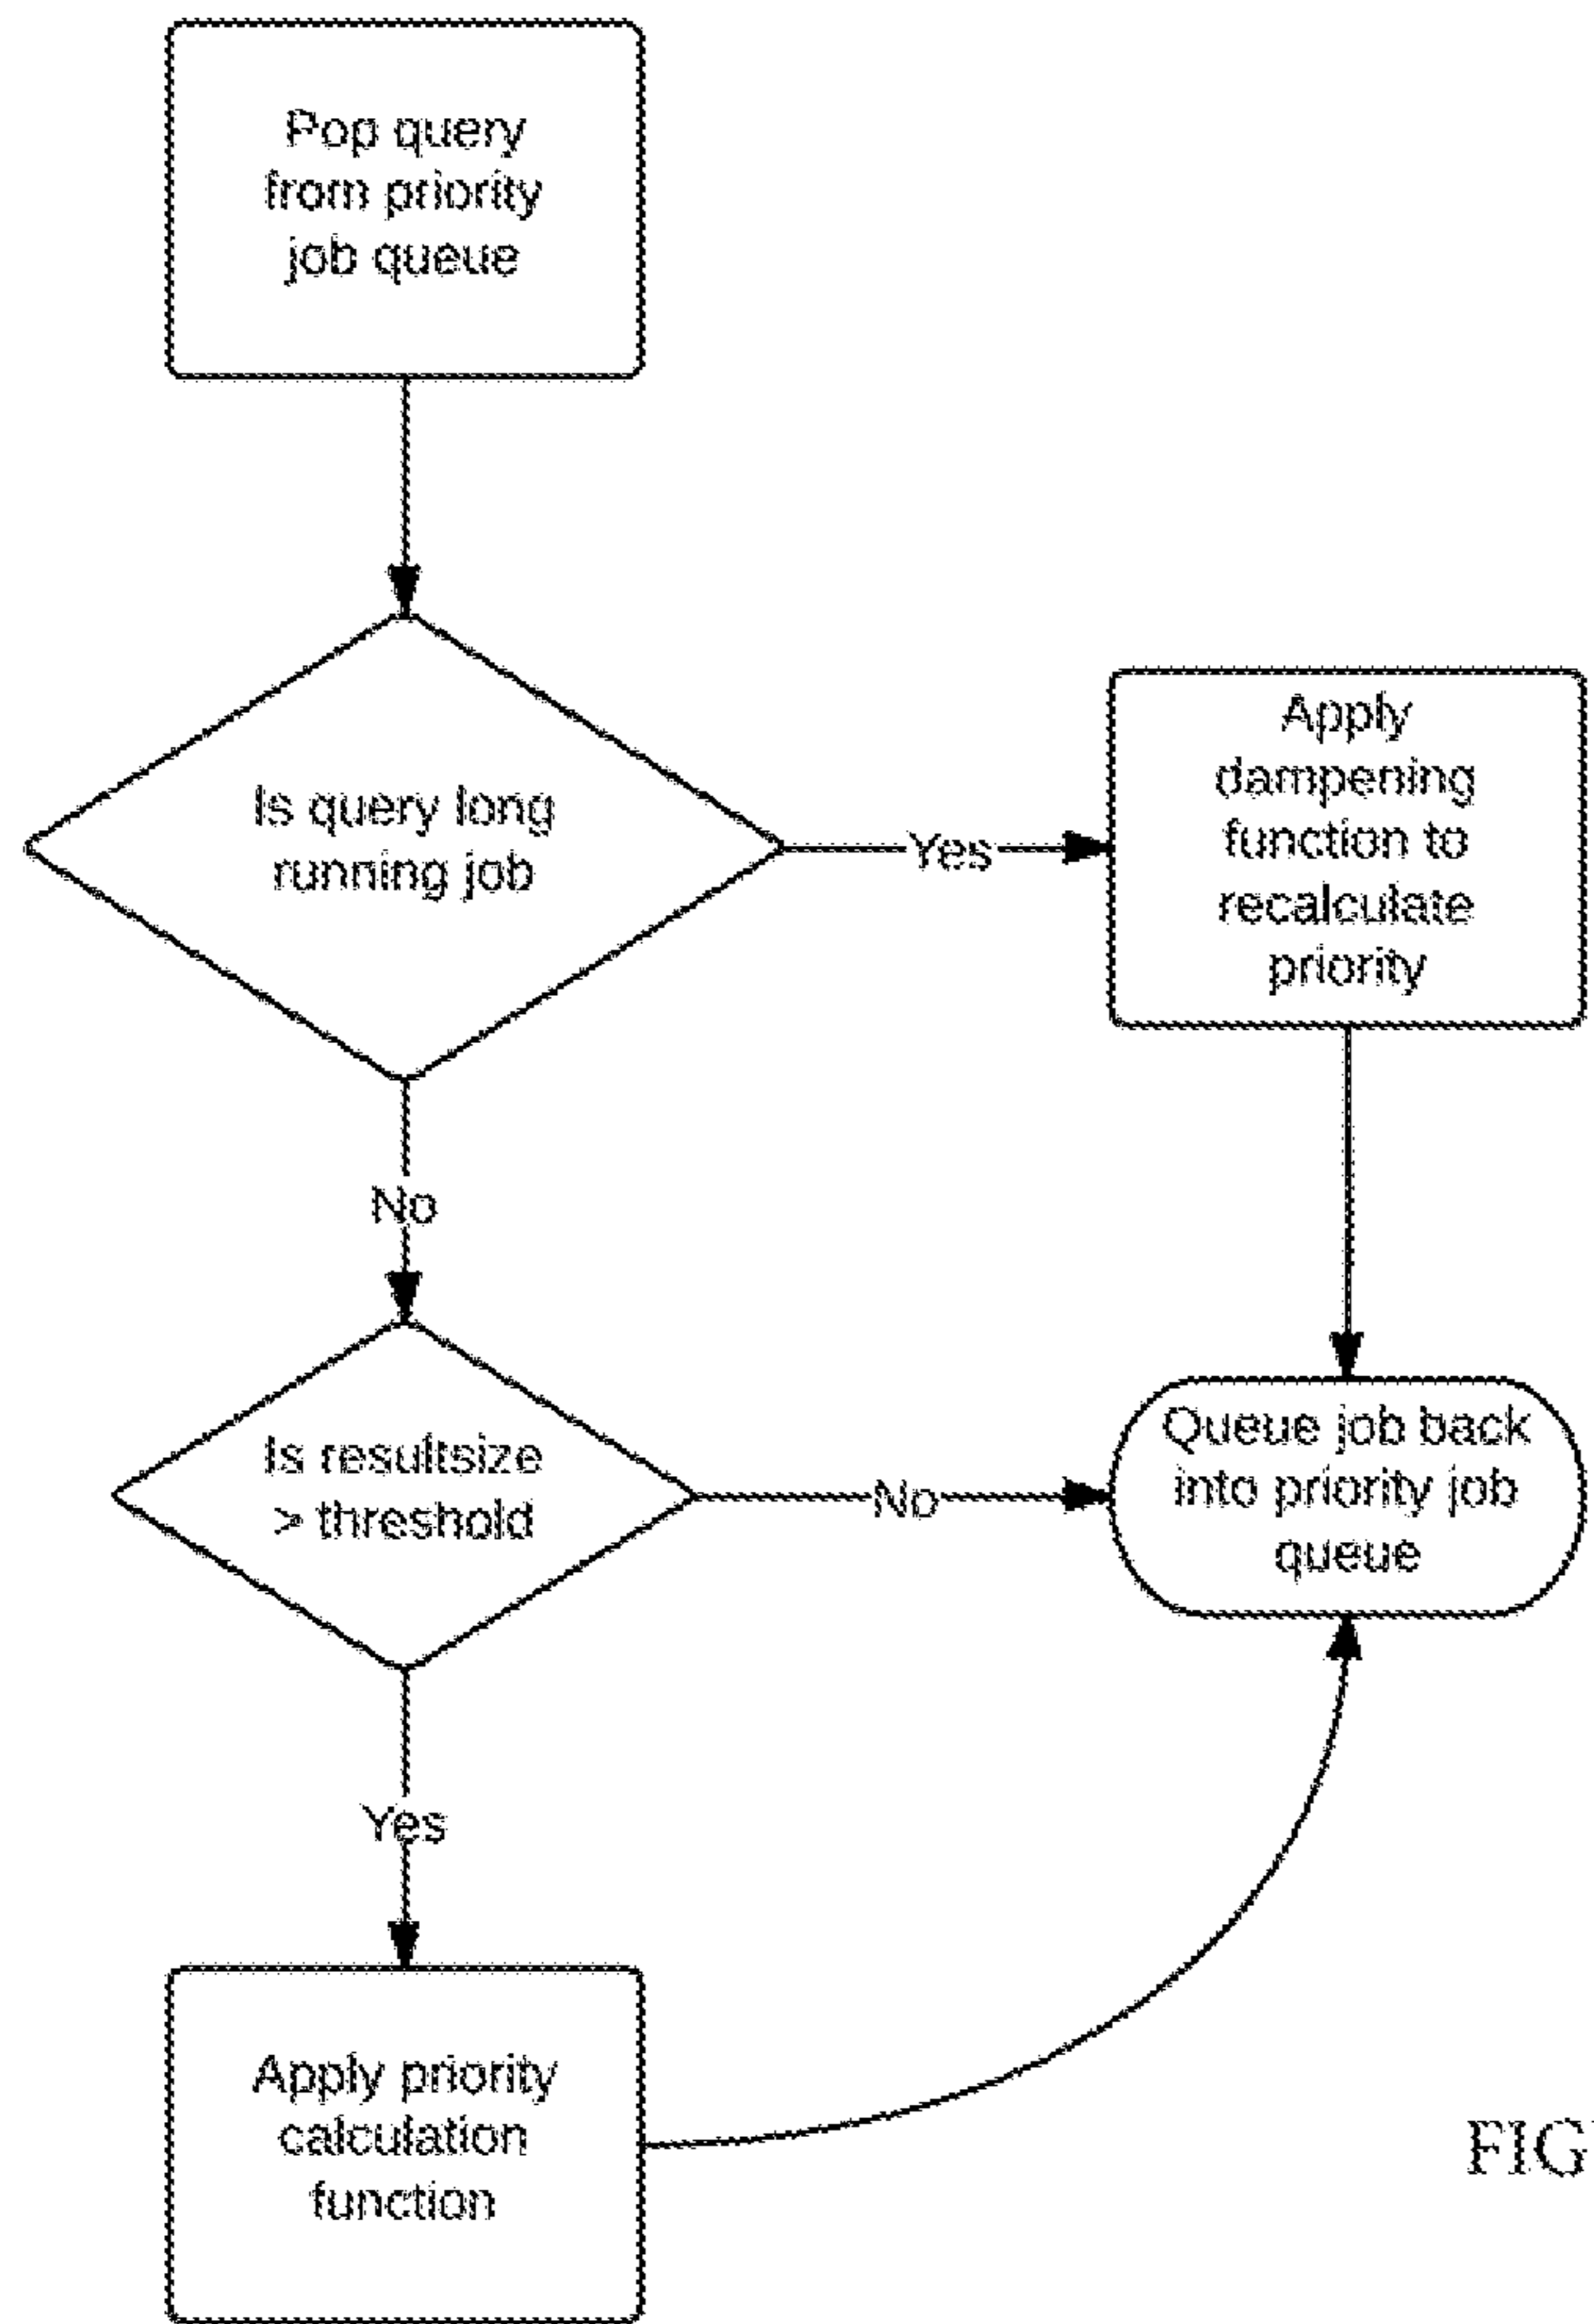 Pop query
from priority
job queue
Is query long
running job
Yes
Apply
dampening
function to
recalculate
priority
No
Is resultsize
> threshold
No
Queue job back
into priority job
queue
Yes
Apply priority
calculation
function
FIG